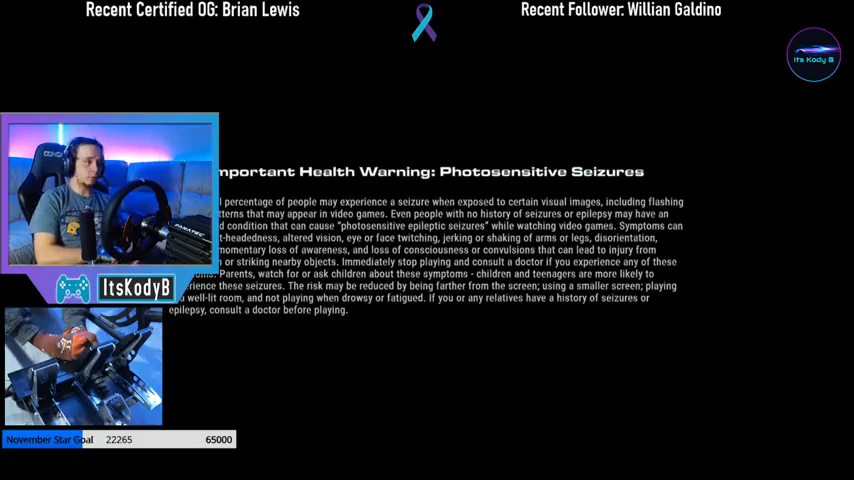 Recent Certified OG: Brian Lewis
Recent Follower: Willian Galdino
Its Kody B
mportant Health Warning: Photosensitive Seizures
l percentage of people may experience a seizure when exposed to certain visual images, including flashing
tterns that may appear in video games. Even people with no history of seizures or epilepsy may have an
d condition that can cause "photosensitive epileptic seizures" while watching video games. Symptoms can
t-headedness, altered vision, eye or face twitching, jerking or shaking of arms or legs, disorientation,
momentary loss of awareness, and loss of consciousness or convulsions that can lead to injury from
n or striking nearby objects. Immediately stop playing and consult a doctor if you experience any of these
oms. Parents, watch for or ask children about these symptoms - children and teenagers are more likely to
erience these seizures. The risk may be reduced by being farther from the screen; using a smaller screen; playing
well-lit room, and not playing when drowsy or fatigued. If you or any relatives have a history of seizures or
epilepsy, consult a doctor before playing.
FANATEC
ItsKodyB
November Star Goal 22265 65000